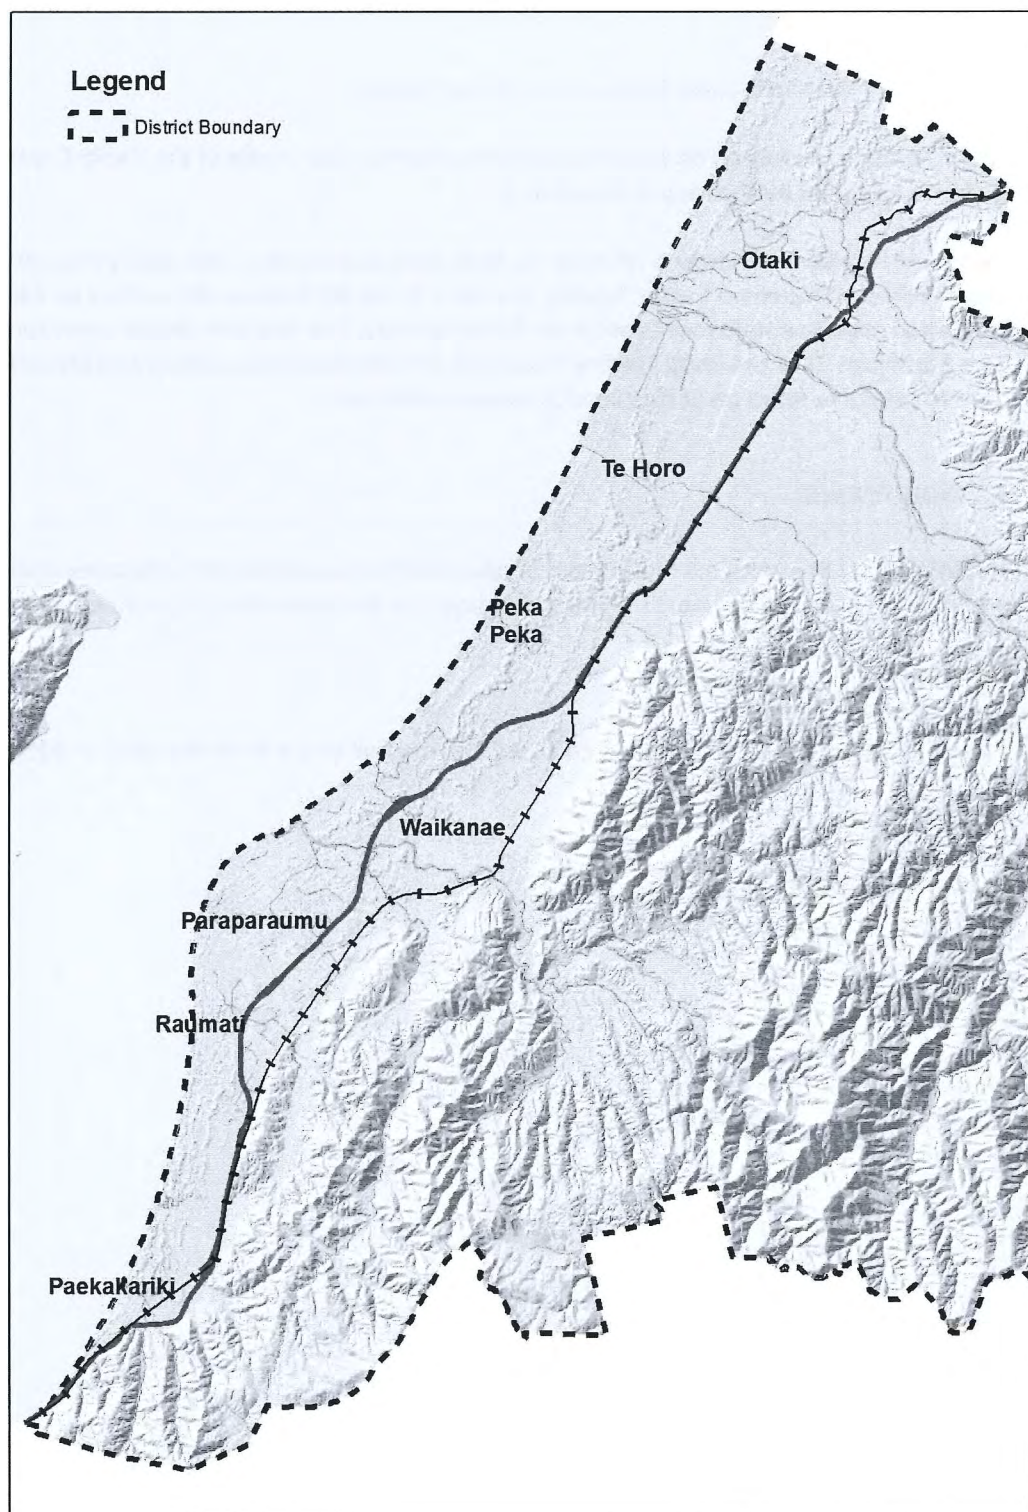 Legend
District Boundary
Otaki
Te Horo
Peka
Peka
Waikanae
Paraparaumu
Raumati
Paekakariki